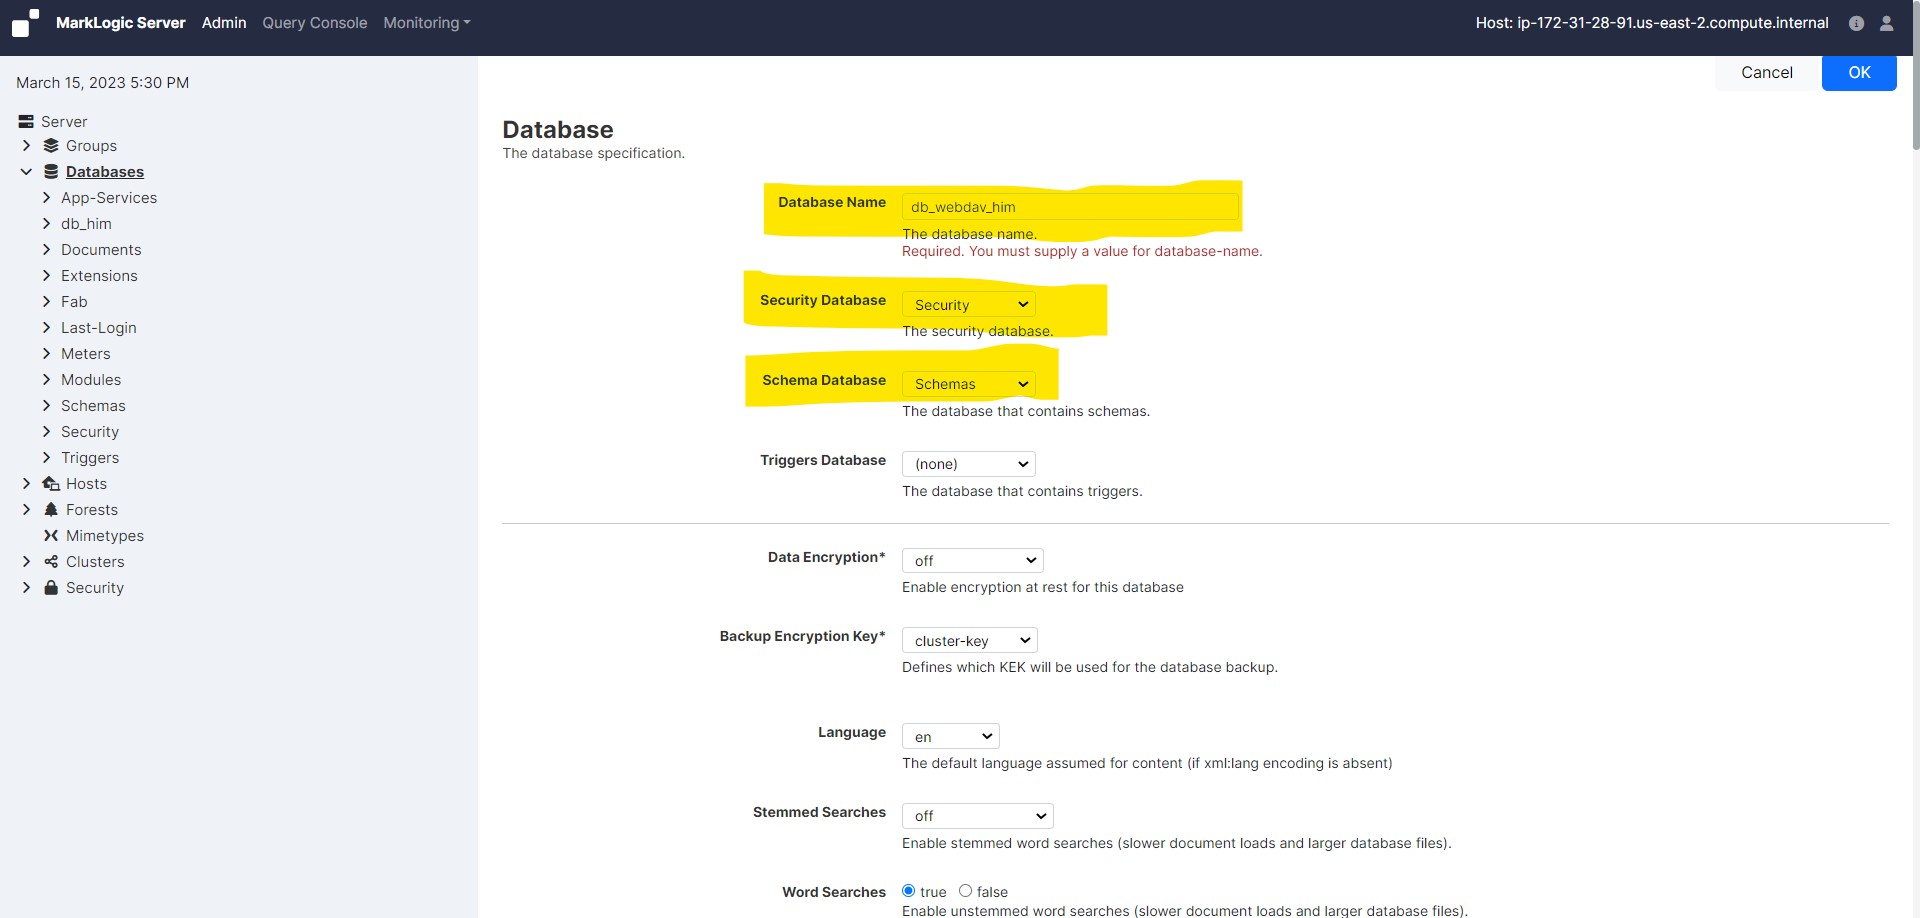 MarkLogic Server Admin Query Console Monitoring
Host: ip-172-31-28-91.us-east-2.compute.internal
March 15, 2023 5:30 PM
Server
Groups
Databases
App-Services
db_him
Documents
Extensions
Fab
Last-Login
Meters
Modules
Schemas
Security
Triggers
Hosts
Forests
Mimetypes
Clusters
Security
Cancel OK
Database
The database specification.
Database Name db_webdav_him
The database name.
Required. You must supply a value for database-name.
Security Database Security
The security database.
Schema Database Schemas
The database that contains schemas.
Triggers Database (none)
The database that contains triggers.
Data Encryption* off
Enable encryption at rest for this database
Backup Encryption Key* cluster-key
Defines which KEK will be used for the database backup.
Language en
The default language assumed for content (if xml:lang encoding is absent)
Stemmed Searches off
Enable stemmed word searches (slower document loads and larger database files).
Word Searches true false
Enable unstemmed word searches (slower document loads and larger database files).